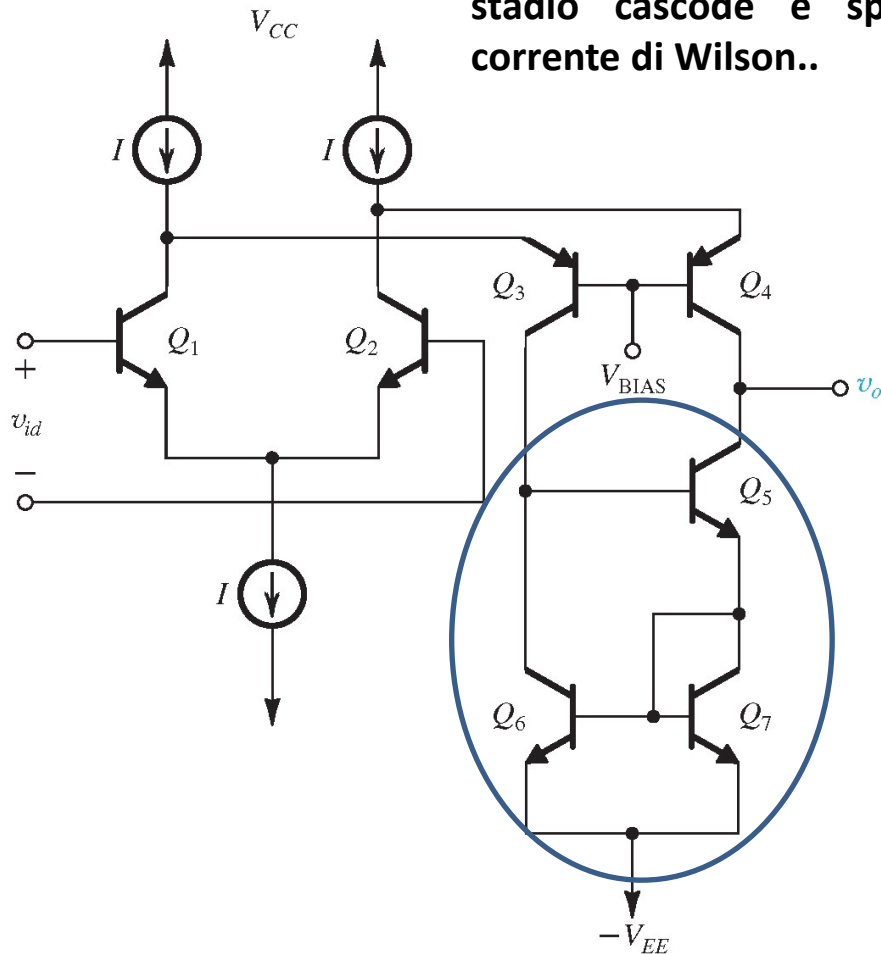 stadio cascode e
corrente di Wilson..
V_CC
I
I
Q_3
Q_4
Q_1
Q_2
+
V_BIAS
v_o
v_id
−
Q_5
I
Q_6
Q_7
−V_EE